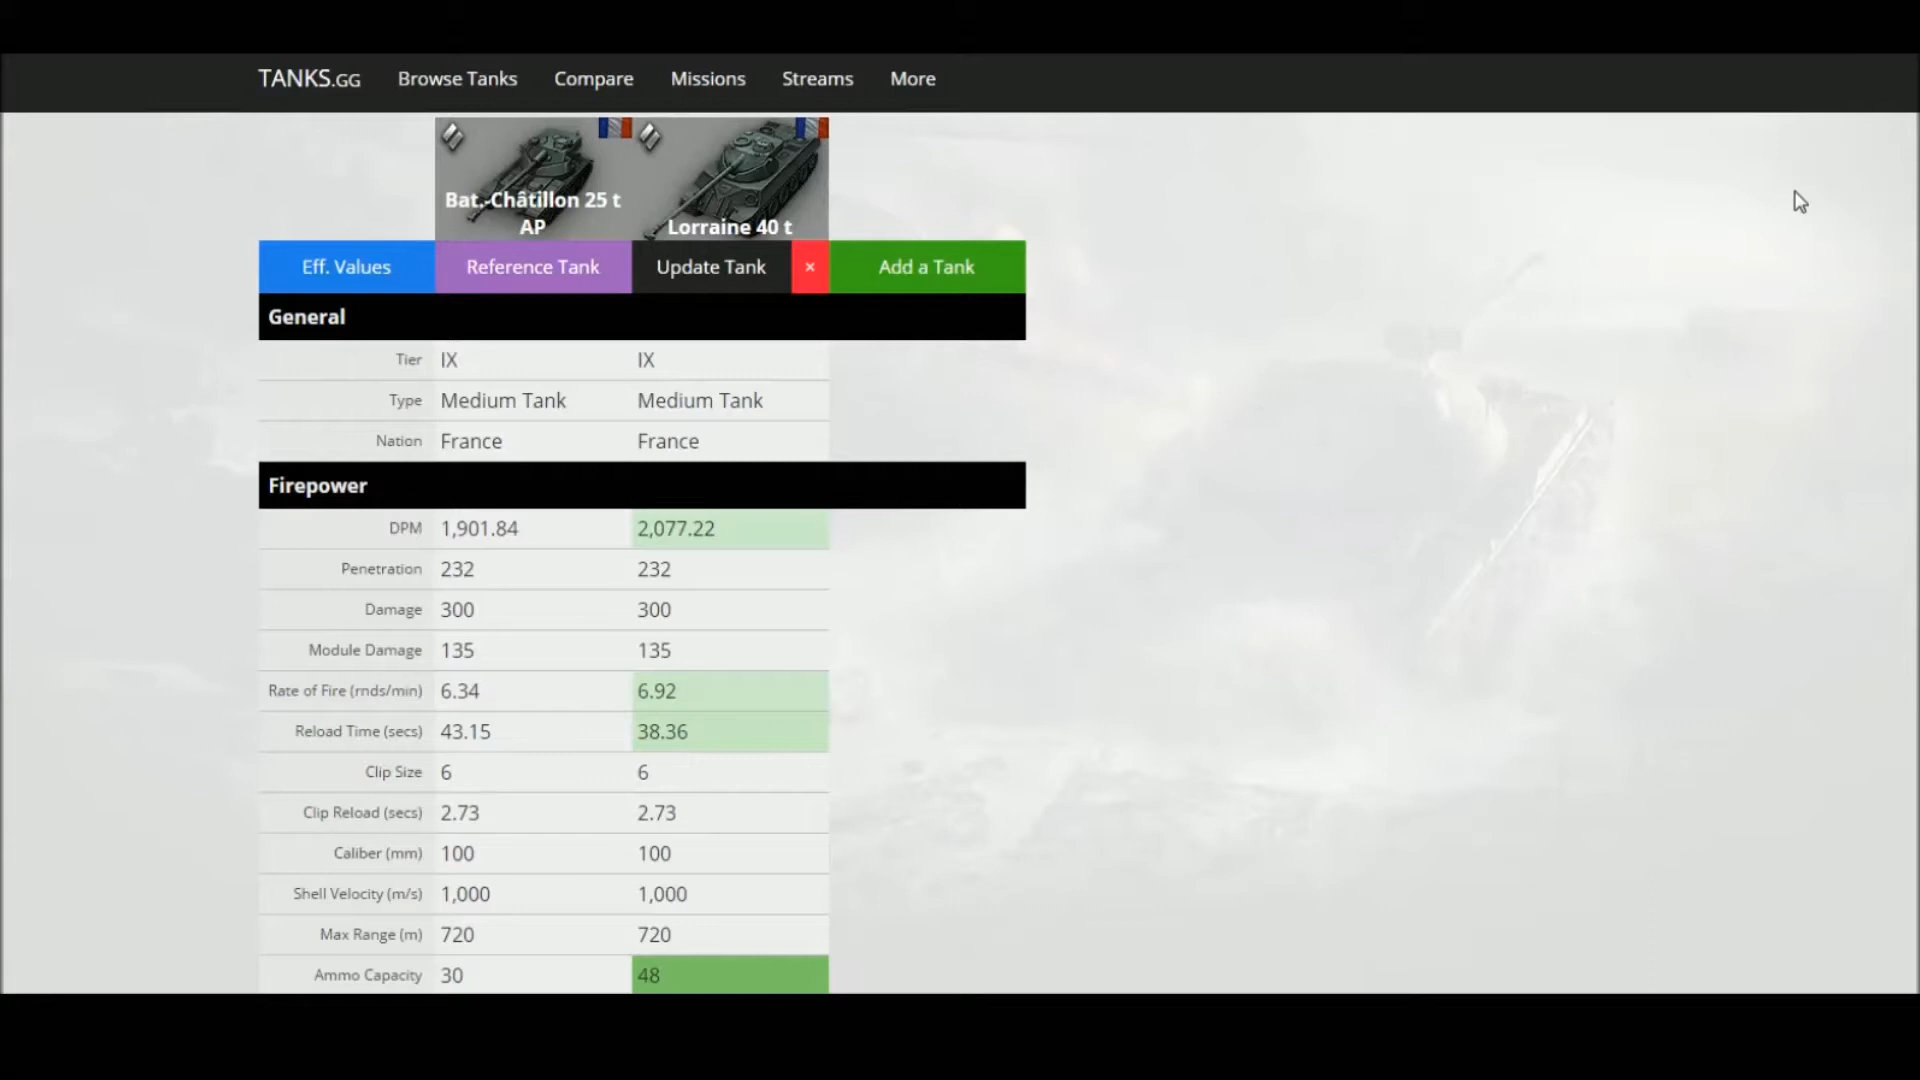 TANKS.GG Browse Tanks Compare Missions Streams More
Bat.-Châtillon 25 t AP
Lorraine 40 t
Eff. Values Reference Tank Update Tank × Add a Tank
General
Tier IX IX
Type Medium Tank Medium Tank
Nation France France
Firepower
DPM 1,901.84 2,077.22
Penetration 232 232
Damage 300 300
Module Damage 135 135
Rate of Fire (rnds/min) 6.34 6.92
Reload Time (secs) 43.15 38.36
Clip Size 6 6
Clip Reload (secs) 2.73 2.73
Caliber (mm) 100 100
Shell Velocity (m/s) 1,000 1,000
Max Range (m) 720 720
Ammo Capacity 30 48